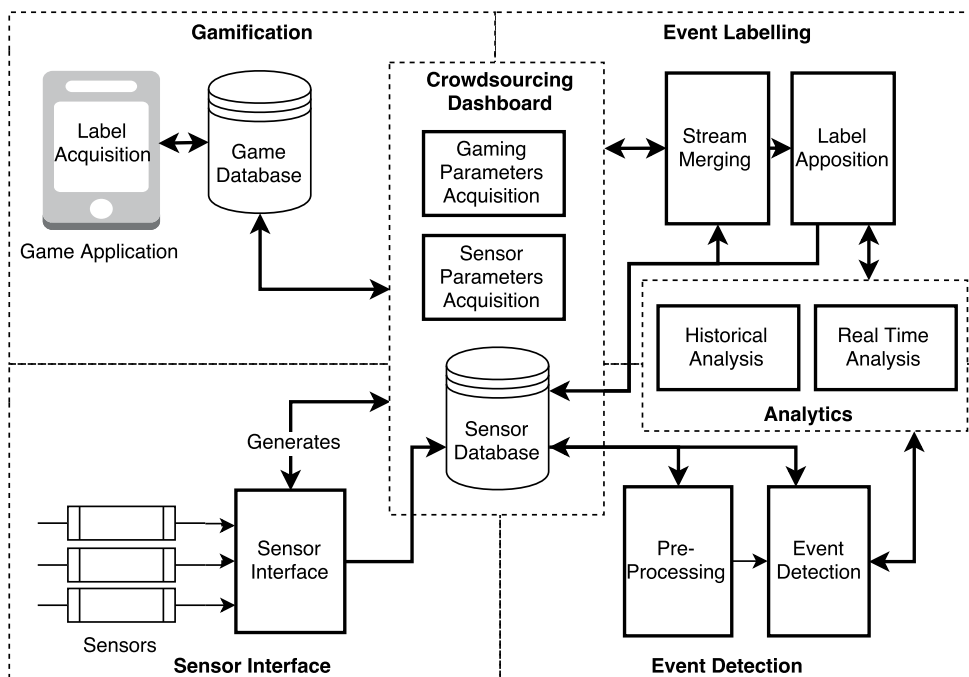 Gamification
Event Labelling
Crowdsourcing
Dashboard
Label
Acquisition
Game
Database
Game Application
Gaming
Parameters
Acquisition
Sensor
Parameters
Acquisition
Stream
Merging
Label
Apposition
Historical
Analysis
Real Time
Analysis
Analytics
Generates
Sensor
Database
Sensor
Interface
Sensors
Sensor Interface
Pre-
Processing
Event
Detection
Event Detection